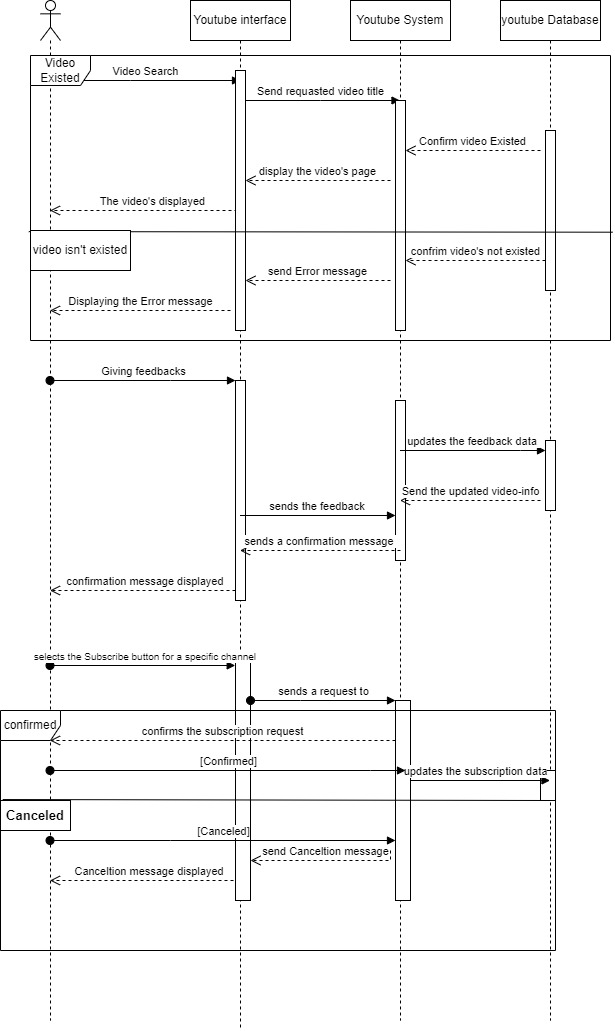 Youtube interface
Youtube System
youtube Database
Video
Existed
Video Search
Send requasted video title
Confirm video Existed
display the video's page
The video's displayed
video isn't existed
confrim video's not existed
send Error message
Displaying the Error message
Giving feedbacks
updates the feedback data
Send the updated video-info
sends the feedback
sends a confirmation message
confirmation message displayed
selects the Subscribe button for a specific channel
sends a request to
confirmed
confirms the subscription request
[Confirmed]
updates the subscription data
Canceled
[Canceled]
send Canceltion message
Canceltion message displayed